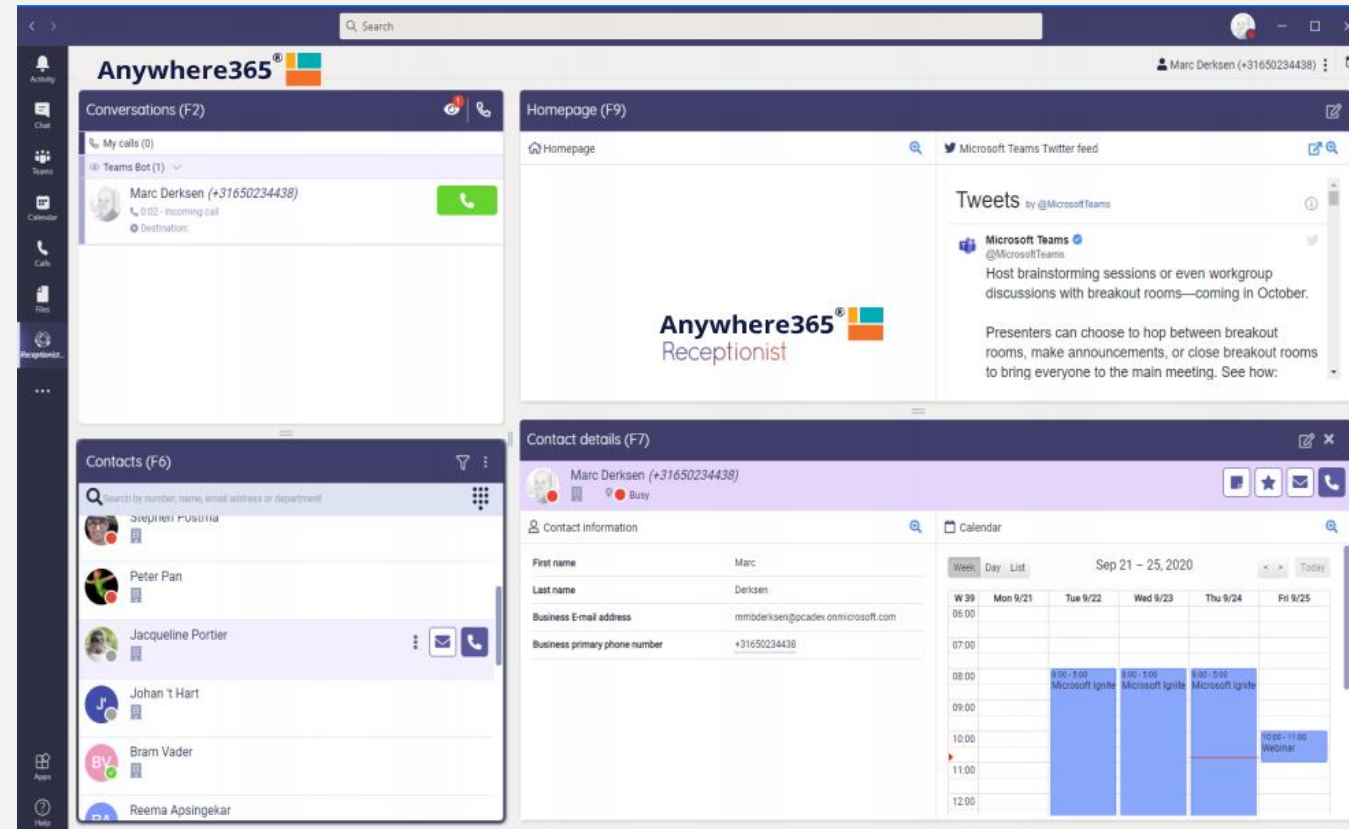 Search
Activity
Chat
Teams
Calendar
Calls
Files
Receptionist...
Apps
Help
Anywhere365®
Marc Derksen (+31650234438)
Conversations (F2)
1
My calls (0)
Teams Bot (1)
Marc Derksen (+31650234438)
0:02 - Incoming call
Destination:
Homepage (F9)
Homepage
Anywhere365®
Receptionist
Microsoft Teams Twitter feed
Tweets by @MicrosoftTeams
Microsoft Teams
@MicrosoftTeams
Host brainstorming sessions or even workgroup
discussions with breakout rooms—coming in October.
Presenters can choose to hop between breakout
rooms, make announcements, or close breakout rooms
to bring everyone to the main meeting. See how:
Contacts (F6)
Search by number, name, email address or department
Stephen Postma
Peter Pan
Jacqueline Portier
J'
Johan 't Hart
BV
Bram Vader
RA
Reema Apsingekar
Contact details (F7)
Marc Derksen (+31650234438)
Busy
Contact information
First name Marc
Last name Derksen
Business E-mail address mmbderksen@pcadev.onmicrosoft.com
Business primary phone number +31650234438
Calendar
Week Day List Sep 21 – 25, 2020 < > Today
W 39 Mon 9/21 Tue 9/22 Wed 9/23 Thu 9/24 Fri 9/25
06:00
07:00
08:00
8:00 - 5:00 8:00 - 5:00 8:00 - 5:00
Microsoft Ignite Microsoft Ignite Microsoft Ignite
09:00
10:00
10:00 - 11:00
Webinar
11:00
12:00